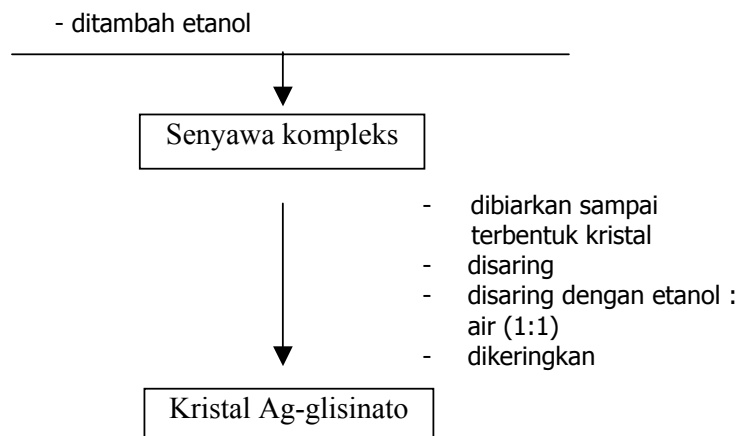 - ditambah etanol
Senyawa kompleks
- dibiarkan sampai
terbentuk kristal
- disaring
- disaring dengan etanol :
air (1:1)
- dikeringkan
Kristal Ag-glisinato